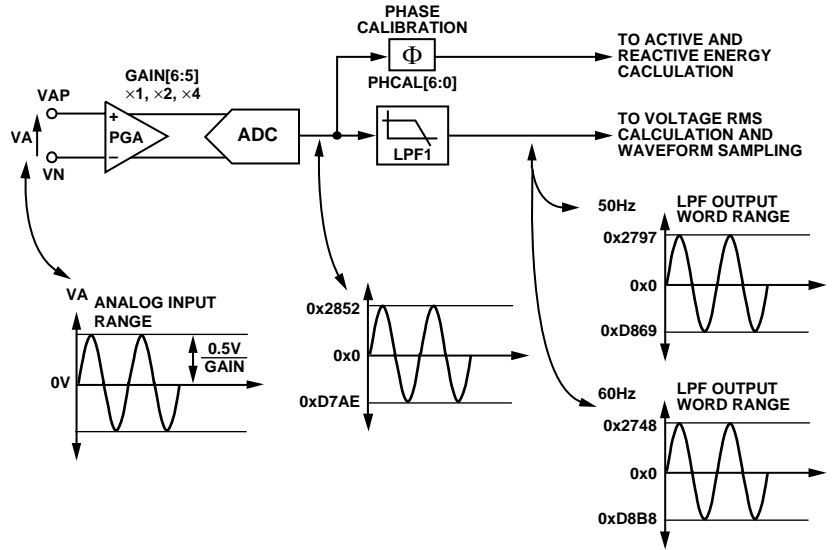 PHASE
CALIBRATION
Φ
PHCAL[6:0]
TO ACTIVE AND
REACTIVE ENERGY
CACLULATION
GAIN[6:5]
×1, ×2, ×4
VAP
VA
VN
+
PGA
–
ADC
LPF1
TO VOLTAGE RMS
CALCULATION AND
WAVEFORM SAMPLING
50Hz
LPF OUTPUT
WORD RANGE
0x2797
0x0
0xD869
VA
ANALOG INPUT
RANGE
0.5V
GAIN
0V
0x2852
0x0
0xD7AE
60Hz
LPF OUTPUT
WORD RANGE
0x2748
0x0
0xD8B8